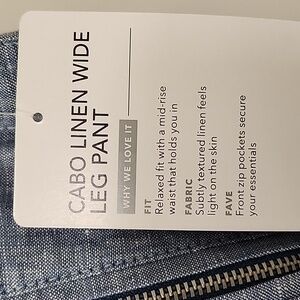 CABO LINEN WIDE
LEG PANT
WHY WE LOVE IT
FIT
Relaxed fit with a mid-rise
waist that holds you in
FABRIC
Subtly textured linen feels
light on the skin
FAVE
Front zip pockets secure
your essentials